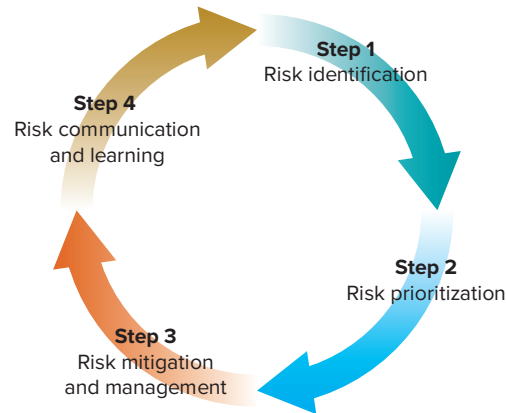 Step 1
Risk identification
Step 2
Risk prioritization
Step 3
Risk mitigation
and management
Step 4
Risk communication
and learning